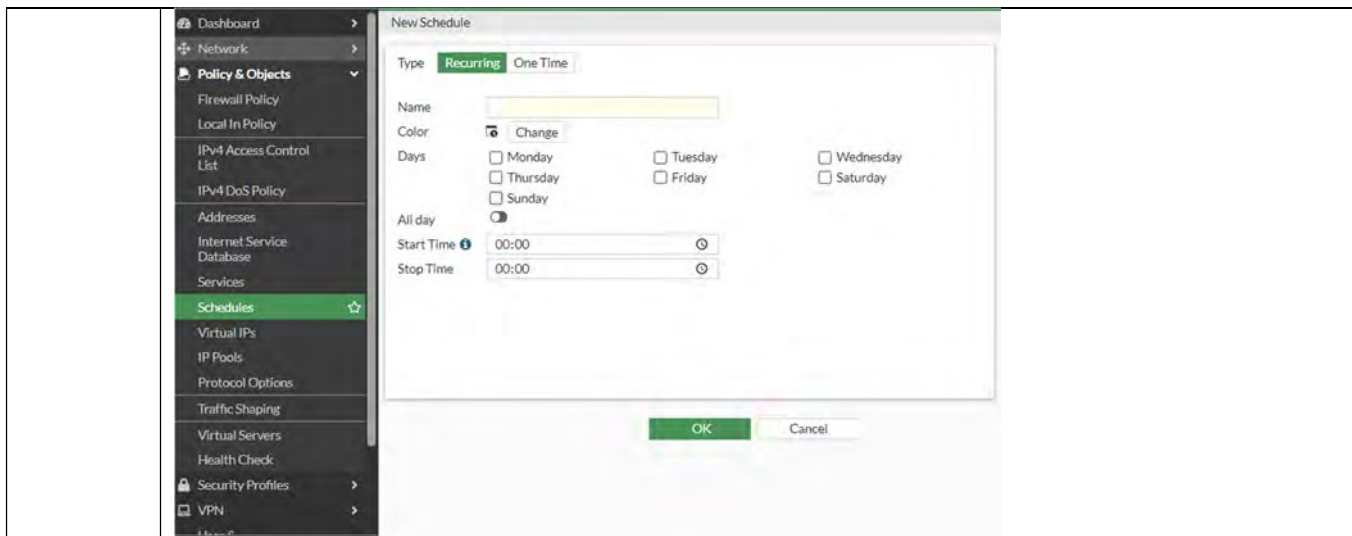 Dashboard
Network
Policy & Objects
Firewall Policy
Local In Policy
IPv4 Access Control
List
IPv4 DoS Policy
Addresses
Internet Service
Database
Services
Schedules
Virtual IPs
IP Pools
Protocol Options
Traffic Shaping
Virtual Servers
Health Check
Security Profiles
VPN
New Schedule
Type Recurring One Time
Name
Color Change
Days Monday Tuesday Wednesday
Thursday Friday Saturday
Sunday
All day
Start Time 00:00
Stop Time 00:00
OK Cancel